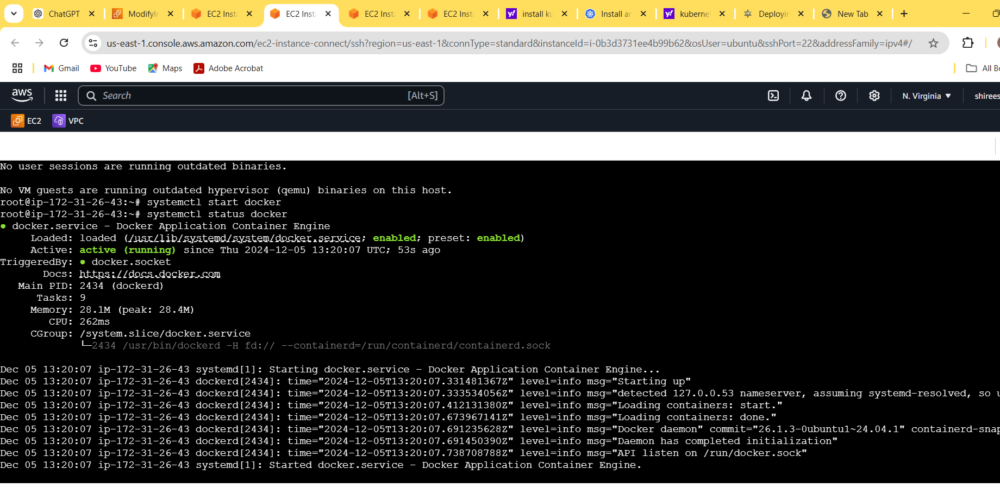 ChatGPT
ModifyIn
EC2 Insta
EC2 Insta
EC2 Insta
EC2 Insta
install ku
Install an
kubernet
Deployin
New Tab
us-east-1.console.aws.amazon.com/ec2-instance-connect/ssh?region=us-east-1&connType=standard&instanceId=i-0b3d3731ee4b99b62&osUser=ubuntu&sshPort=22&addressFamily=ipv4#/
Gmail YouTube Maps Adobe Acrobat All Bo
aws Search [Alt+S] N. Virginia shirees
EC2 VPC
No user sessions are running outdated binaries.
No VM guests are running outdated hypervisor (qemu) binaries on this host.
root@ip-172-31-26-43:~# systemctl start docker
root@ip-172-31-26-43:~# systemctl status docker
● docker.service - Docker Application Container Engine
Loaded: loaded (/usr/lib/systemd/system/docker.service; enabled; preset: enabled)
Active: active (running) since Thu 2024-12-05 13:20:07 UTC; 53s ago
TriggeredBy: ● docker.socket
Docs: https://docs.docker.com
Main PID: 2434 (dockerd)
Tasks: 9
Memory: 28.1M (peak: 28.4M)
CPU: 262ms
CGroup: /system.slice/docker.service
└─2434 /usr/bin/dockerd -H fd:// --containerd=/run/containerd/containerd.sock
Dec 05 13:20:07 ip-172-31-26-43 systemd[1]: Starting docker.service - Docker Application Container Engine...
Dec 05 13:20:07 ip-172-31-26-43 dockerd[2434]: time="2024-12-05T13:20:07.331481367Z" level=info msg="Starting up"
Dec 05 13:20:07 ip-172-31-26-43 dockerd[2434]: time="2024-12-05T13:20:07.333534056Z" level=info msg="detected 127.0.0.53 nameserver, assuming systemd-resolved, so u
Dec 05 13:20:07 ip-172-31-26-43 dockerd[2434]: time="2024-12-05T13:20:07.412131380Z" level=info msg="Loading containers: start."
Dec 05 13:20:07 ip-172-31-26-43 dockerd[2434]: time="2024-12-05T13:20:07.673967141Z" level=info msg="Loading containers: done."
Dec 05 13:20:07 ip-172-31-26-43 dockerd[2434]: time="2024-12-05T13:20:07.691235628Z" level=info msg="Docker daemon" commit="26.1.3-0ubuntu1~24.04.1" containerd-snap
Dec 05 13:20:07 ip-172-31-26-43 dockerd[2434]: time="2024-12-05T13:20:07.691450390Z" level=info msg="Daemon has completed initialization"
Dec 05 13:20:07 ip-172-31-26-43 dockerd[2434]: time="2024-12-05T13:20:07.738708788Z" level=info msg="API listen on /run/docker.sock"
Dec 05 13:20:07 ip-172-31-26-43 systemd[1]: Started docker.service - Docker Application Container Engine.